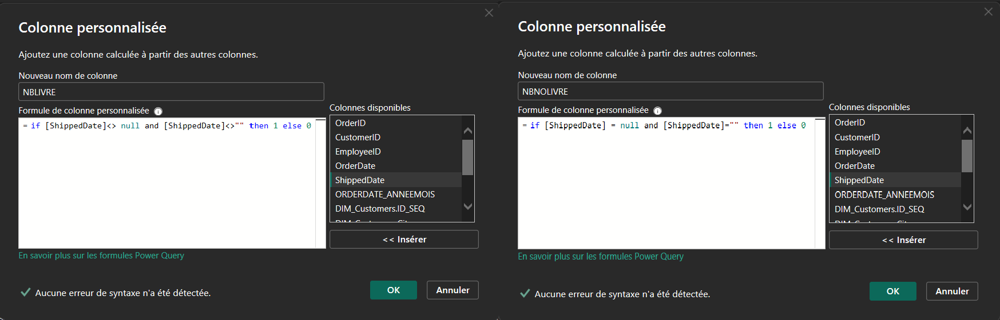 Colonne personnalisée
Ajoutez une colonne calculée à partir des autres colonnes.
Nouveau nom de colonne
NBLIVRE
Formule de colonne personnalisée
= if [ShippedDate]<> null and [ShippedDate]<>"" then 1 else 0
Colonnes disponibles
OrderID
CustomerID
EmployeeID
OrderDate
ShippedDate
ORDERDATE_ANNEEMOIS
DIM_Customers.ID_SEQ
<< Insérer
En savoir plus sur les formules Power Query
Aucune erreur de syntaxe n'a été détectée.
OK
Annuler
Colonne personnalisée
Ajoutez une colonne calculée à partir des autres colonnes.
Nouveau nom de colonne
NBNOLIVRE
Formule de colonne personnalisée
= if [ShippedDate] = null and [ShippedDate]="" then 1 else 0
Colonnes disponibles
OrderID
CustomerID
EmployeeID
OrderDate
ShippedDate
ORDERDATE_ANNEEMOIS
DIM_Customers.ID_SEQ
<< Insérer
En savoir plus sur les formules Power Query
Aucune erreur de syntaxe n'a été détectée.
OK
Annuler